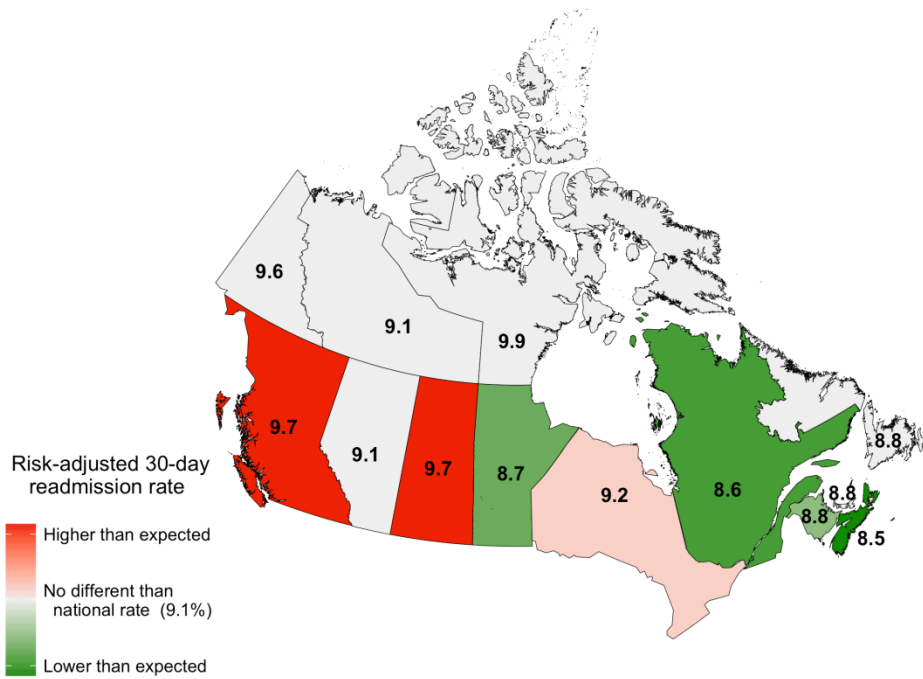 9.6
9.1
9.9
9.7
9.1
9.7
8.7
9.2
8.6
8.8
8.8
8.8
8.5
Risk-adjusted 30-day
readmission rate
Higher than expected
No different than
national rate (9.1%)
Lower than expected